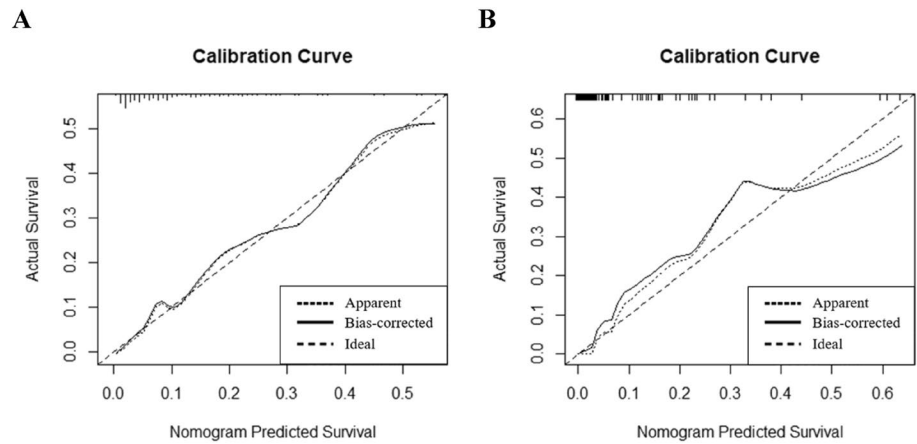 A
Calibration Curve
Actual Survival
0.5
0.4
0.3
0.2
0.1
0.0
Apparent
Bias-corrected
Ideal
0.0 0.1 0.2 0.3 0.4 0.5
Nomogram Predicted Survival
B
Calibration Curve
Actual Survival
0.6
0.5
0.4
0.3
0.2
0.1
0.0
Apparent
Bias-corrected
Ideal
0.0 0.1 0.2 0.3 0.4 0.5 0.6
Nomogram Predicted Survival